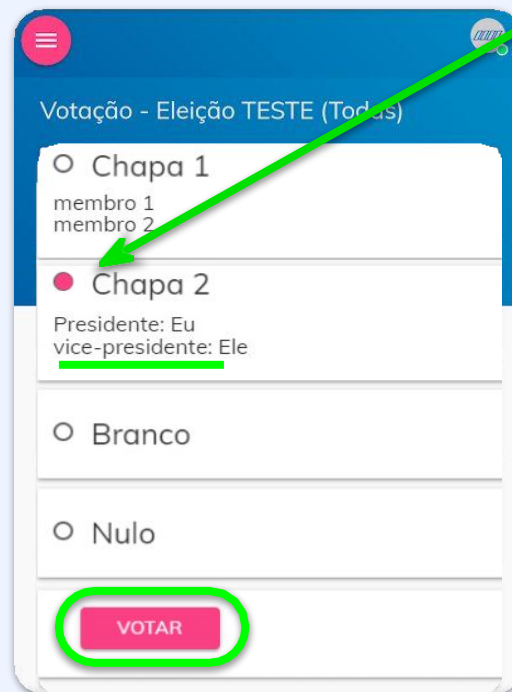 Votação - Eleição TESTE (Todas)
Chapa 1
membro 1
membro 2
Chapa 2
Presidente: Eu
vice-presidente: Ele
Branco
Nulo
VOTAR